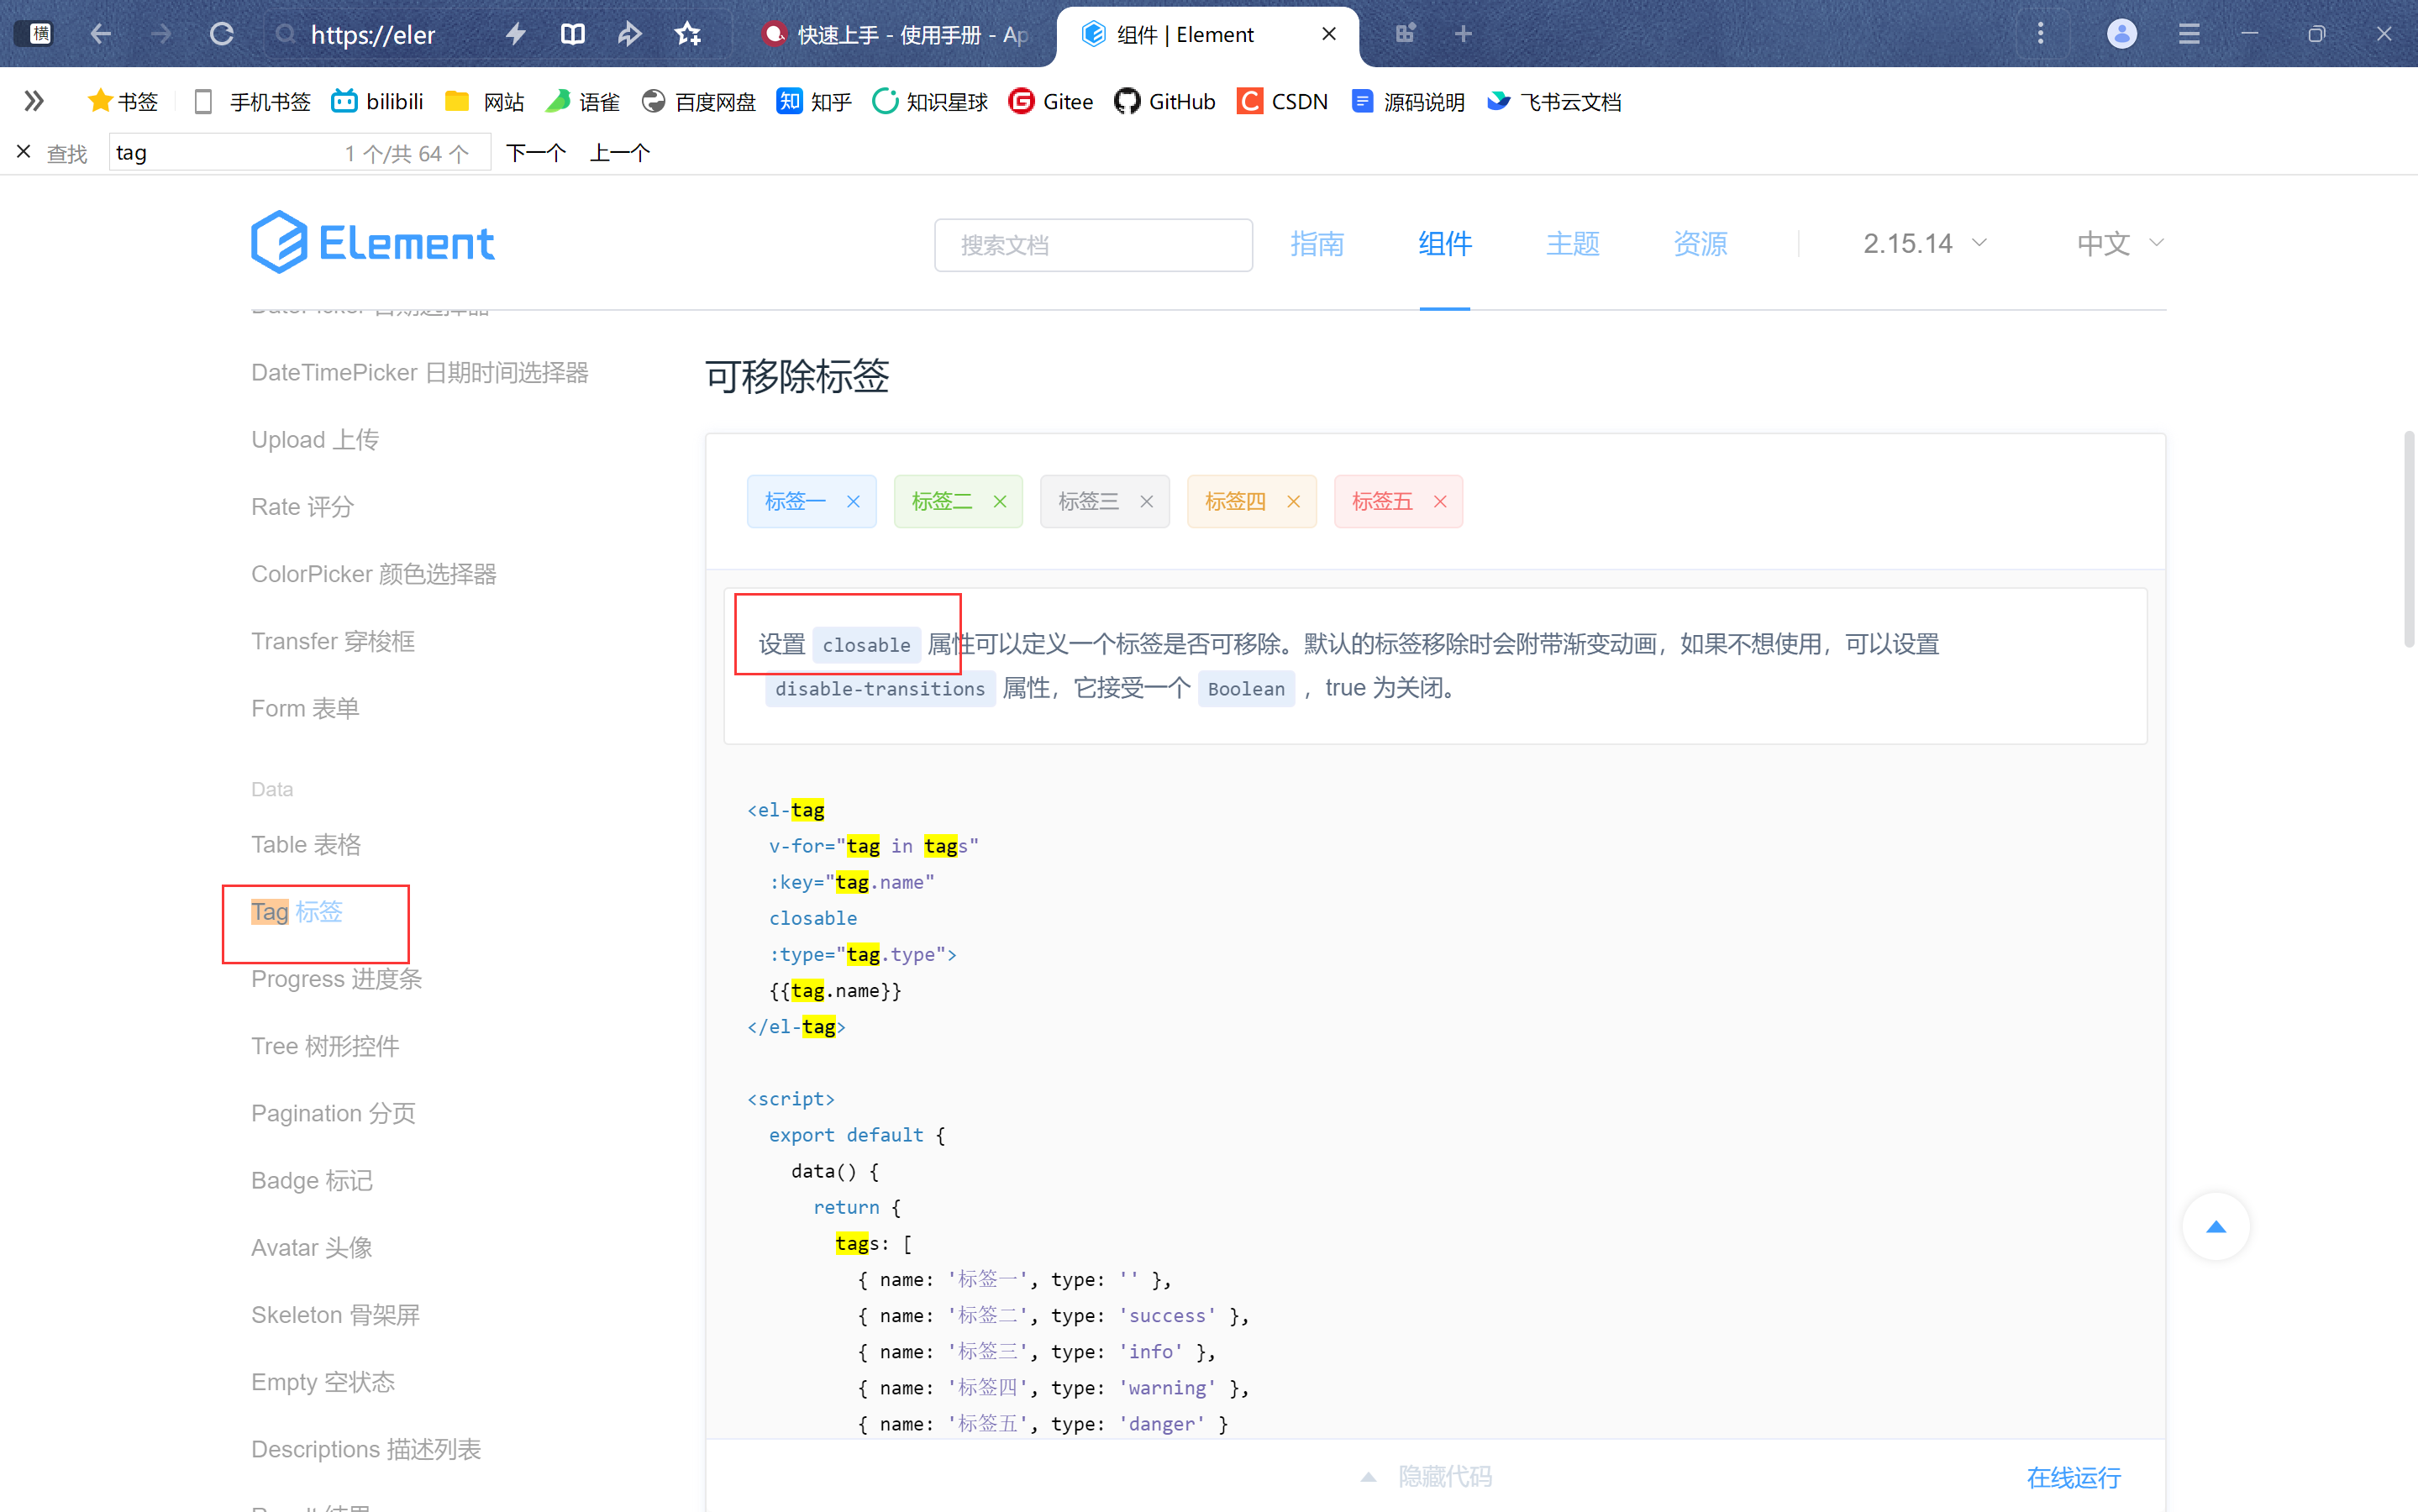 横
https://eler
快速上手 - 使用手册 - Ap
组件 | Element
书签
手机书签
bilibili
网站
语雀
百度网盘
知乎
知识星球
Gitee
GitHub
CSDN
源码说明
飞书云文档
查找
tag
1 个/共 64 个
下一个
上一个
Element
搜索文档
指南
组件
主题
资源
2.15.14
中文
DatePicker 日期选择器
DateTimePicker 日期时间选择器
Upload 上传
Rate 评分
ColorPicker 颜色选择器
Transfer 穿梭框
Form 表单
Data
Table 表格
Tag 标签
Progress 进度条
Tree 树形控件
Pagination 分页
Badge 标记
Avatar 头像
Skeleton 骨架屏
Empty 空状态
Descriptions 描述列表
可移除标签
标签一
标签二
标签三
标签四
标签五
设置 closable 属性可以定义一个标签是否可移除。默认的标签移除时会附带渐变动画，如果不想使用，可以设置
disable-transitions 属性，它接受一个 Boolean ，true 为关闭。
<el-tag
  v-for="tag in tags"
  :key="tag.name"
  closable
  :type="tag.type">
  {{tag.name}}
</el-tag>
<script>
  export default {
    data() {
      return {
        tags: [
          { name: '标签一', type: '' },
          { name: '标签二', type: 'success' },
          { name: '标签三', type: 'info' },
          { name: '标签四', type: 'warning' },
          { name: '标签五', type: 'danger' }
隐藏代码
在线运行